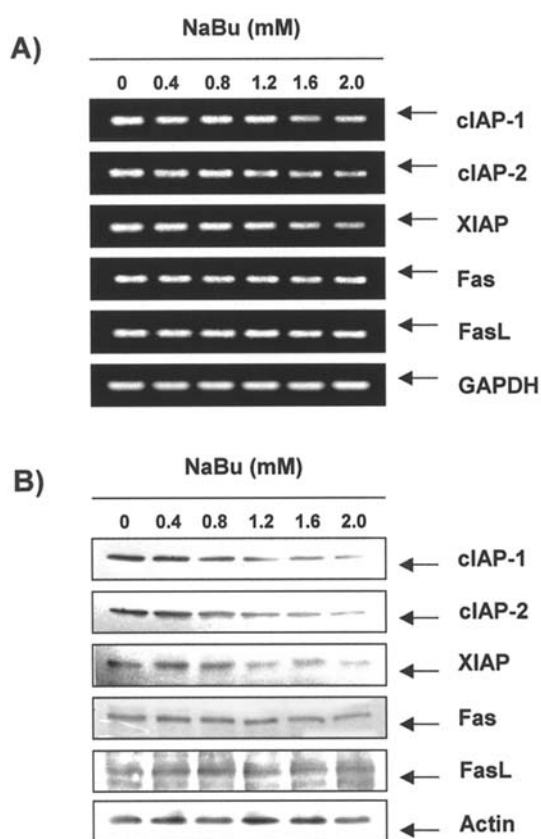 A)
NaBu (mM)
0 0.4 0.8 1.2 1.6 2.0
cIAP-1
cIAP-2
XIAP
Fas
FasL
GAPDH
B)
NaBu (mM)
0 0.4 0.8 1.2 1.6 2.0
cIAP-1
cIAP-2
XIAP
Fas
FasL
Actin